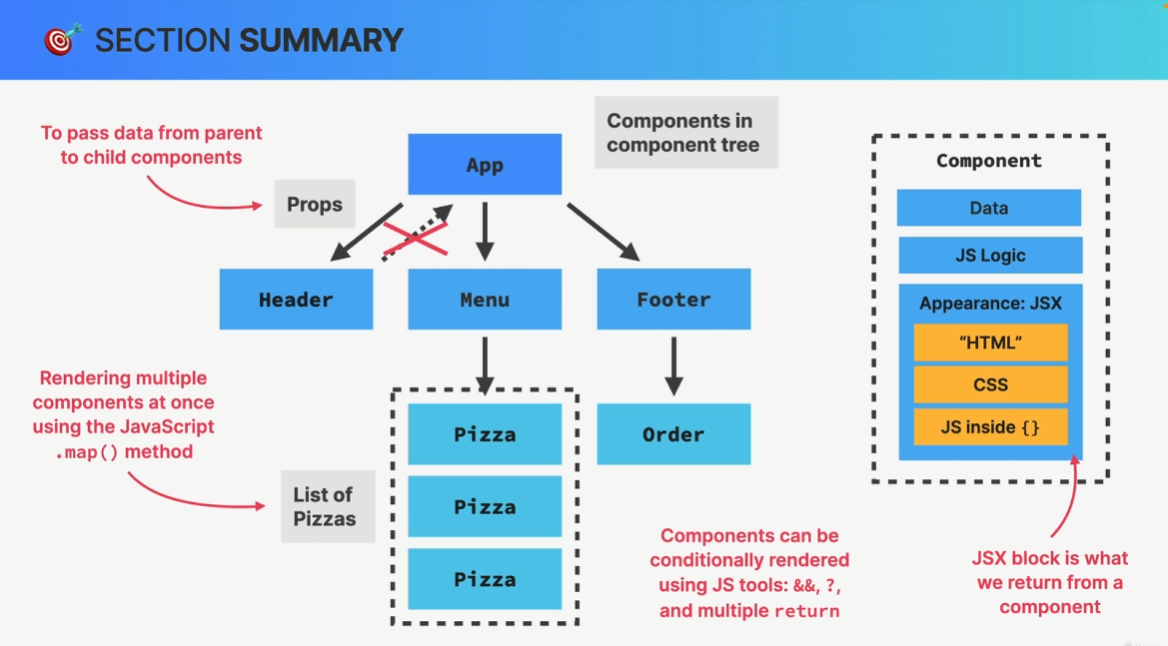 SECTION SUMMARY
To pass data from parent
to child components
Props
App
Components in
component tree
Header
Menu
Footer
Rendering multiple
components at once
using the JavaScript
.map() method
List of
Pizzas
Pizza
Pizza
Pizza
Order
Components can be
conditionally rendered
using JS tools: &&, ?,
and multiple return
Component
Data
JS Logic
Appearance: JSX
“HTML”
CSS
JS inside {}
JSX block is what
we return from a
component